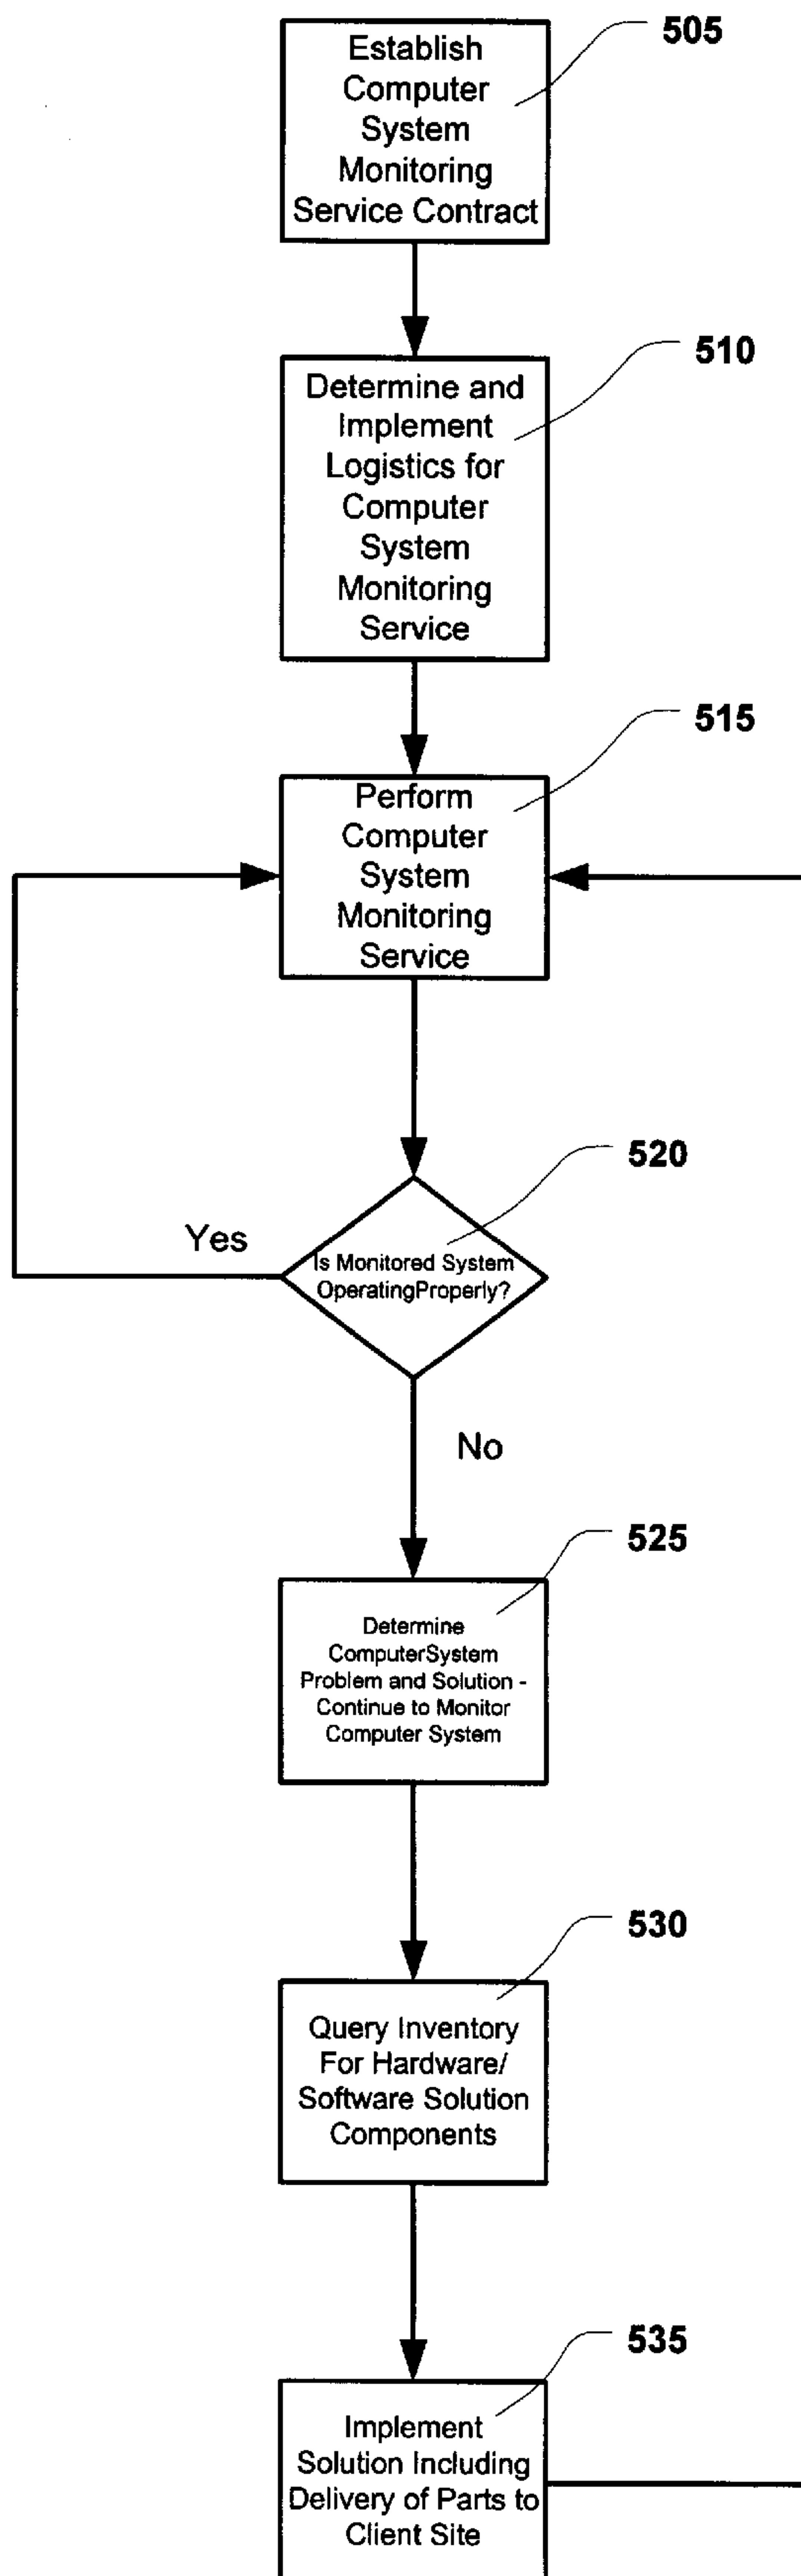 505
Establish
Computer
System
Monitoring
Service Contract
510
Determine and
Implement
Logistics for
Computer
System
Monitoring
Service
515
Perform
Computer
System
Monitoring
Service
520
Yes
Is Monitored System
OperatingProperly?
No
525
Determine
ComputerSystem
Problem and Solution -
Continue to Monitor
Computer System
530
Query Inventory
For Hardware/
Software Solution
Components
535
Implement
Solution Including
Delivery of Parts to
Client Site